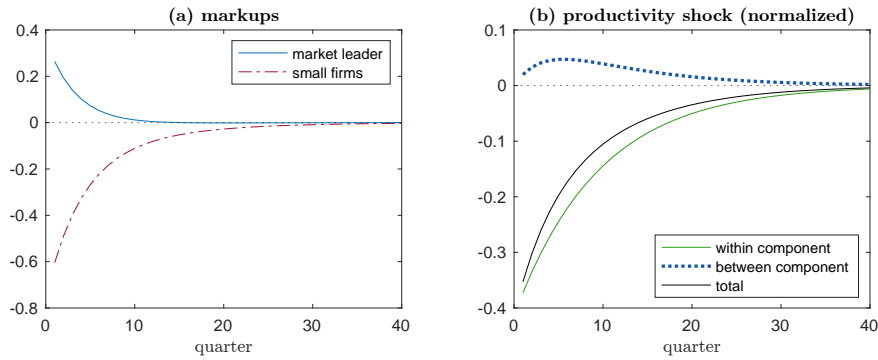 (a) markups
0.4
0.2
0
-0.2
-0.4
-0.6
-0.8
market leader
small firms
0 10 20 30 40
quarter
(b) productivity shock (normalized)
0.1
0
-0.1
-0.2
-0.3
-0.4
within component
between component
total
0 10 20 30 40
quarter